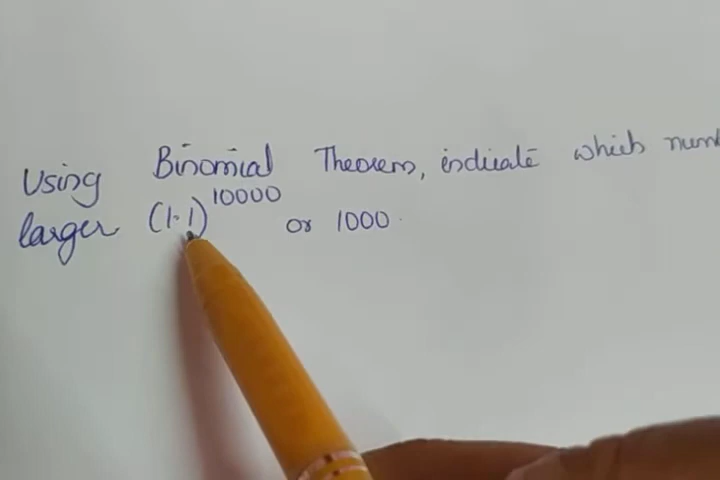 Using Binomial Theorem, indicate which
larger (1.1)^10000 or 1000.